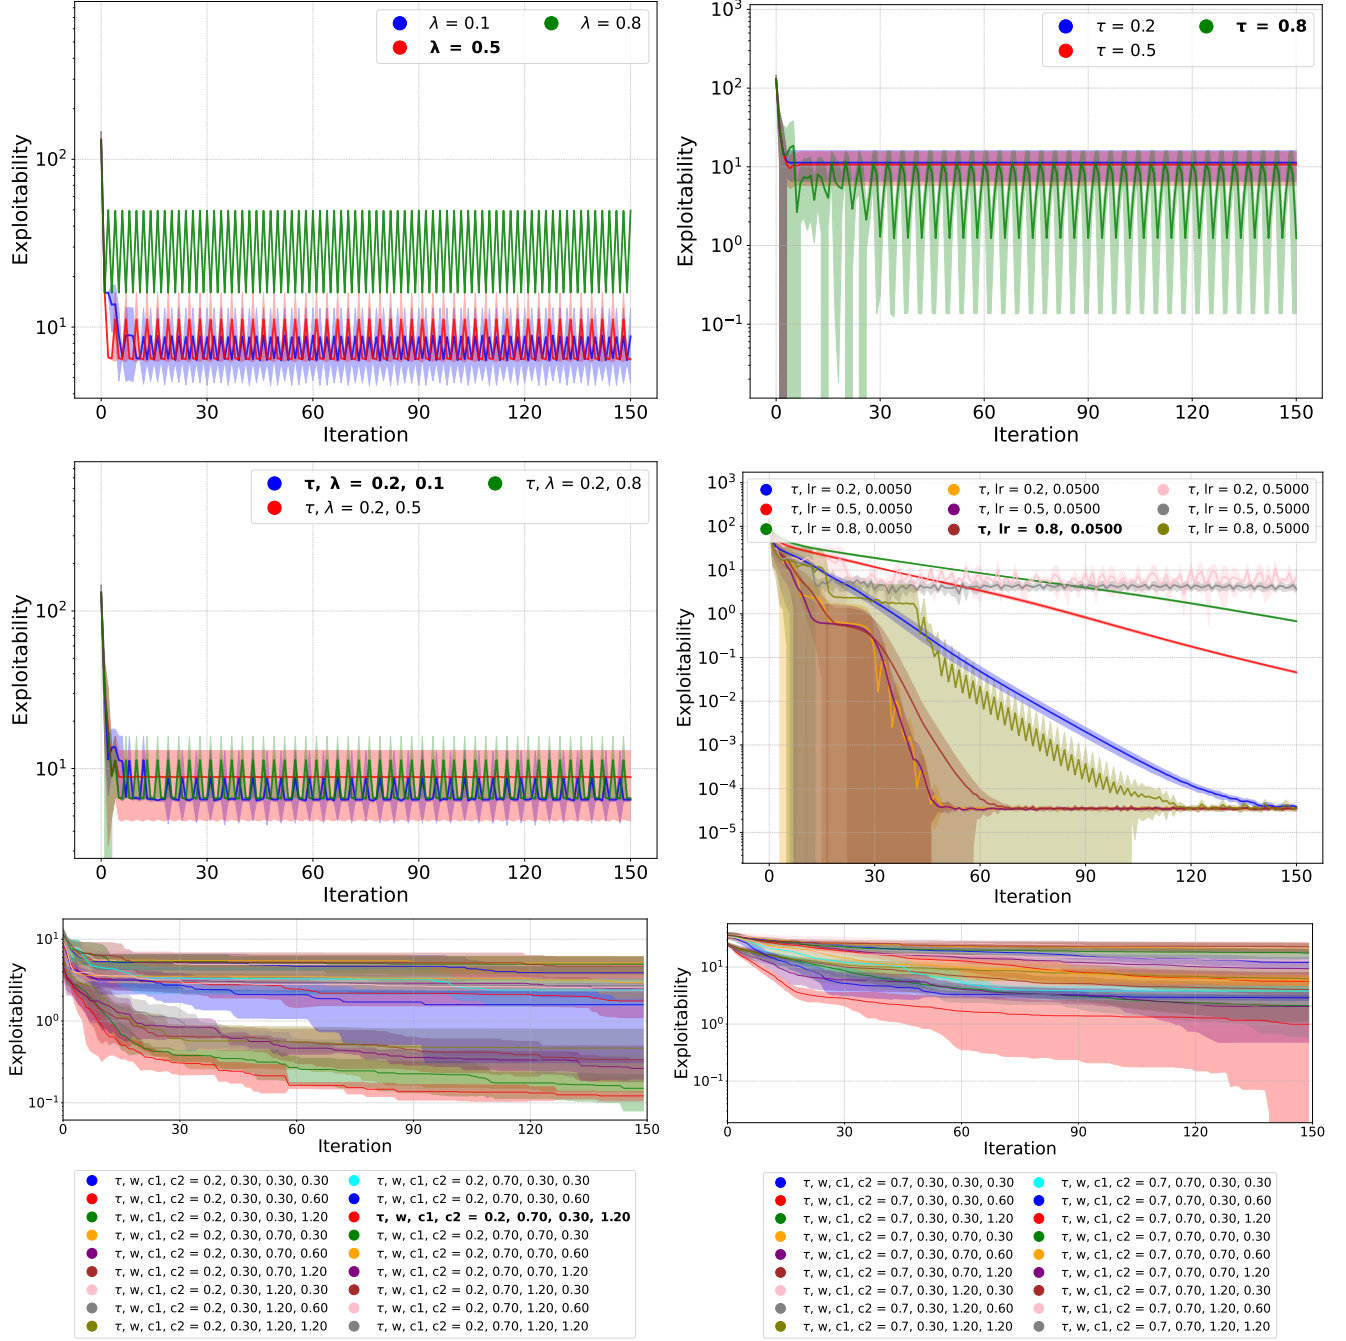 λ = 0.1
λ = 0.5
λ = 0.8
10²
10¹
Exploitability
0 30 60 90 120 150
Iteration
τ = 0.2
τ = 0.5
τ = 0.8
10³
10²
10¹
10⁰
10⁻¹
Exploitability
0 30 60 90 120 150
Iteration
τ, λ = 0.2, 0.1
τ, λ = 0.2, 0.5
τ, λ = 0.2, 0.8
10²
10¹
Exploitability
0 30 60 90 120 150
Iteration
τ, lr = 0.2, 0.0050
τ, lr = 0.5, 0.0050
τ, lr = 0.8, 0.0050
τ, lr = 0.2, 0.0500
τ, lr = 0.5, 0.0500
τ, lr = 0.8, 0.0500
τ, lr = 0.2, 0.5000
τ, lr = 0.5, 0.5000
τ, lr = 0.8, 0.5000
10³
10²
10¹
10⁰
10⁻¹
10⁻²
10⁻³
10⁻⁴
10⁻⁵
Exploitability
0 30 60 90 120 150
Iteration
10¹
10⁰
10⁻¹
Exploitability
0 30 60 90 120 150
Iteration
τ, w, c1, c2 = 0.2, 0.30, 0.30, 0.30
τ, w, c1, c2 = 0.2, 0.30, 0.30, 0.60
τ, w, c1, c2 = 0.2, 0.30, 0.30, 1.20
τ, w, c1, c2 = 0.2, 0.30, 0.70, 0.30
τ, w, c1, c2 = 0.2, 0.30, 0.70, 0.60
τ, w, c1, c2 = 0.2, 0.30, 0.70, 1.20
τ, w, c1, c2 = 0.2, 0.30, 1.20, 0.30
τ, w, c1, c2 = 0.2, 0.30, 1.20, 0.60
τ, w, c1, c2 = 0.2, 0.30, 1.20, 1.20
τ, w, c1, c2 = 0.2, 0.70, 0.30, 0.30
τ, w, c1, c2 = 0.2, 0.70, 0.30, 0.60
τ, w, c1, c2 = 0.2, 0.70, 0.30, 1.20
τ, w, c1, c2 = 0.2, 0.70, 0.70, 0.30
τ, w, c1, c2 = 0.2, 0.70, 0.70, 0.60
τ, w, c1, c2 = 0.2, 0.70, 0.70, 1.20
τ, w, c1, c2 = 0.2, 0.70, 1.20, 0.30
τ, w, c1, c2 = 0.2, 0.70, 1.20, 0.60
τ, w, c1, c2 = 0.2, 0.70, 1.20, 1.20
10¹
10⁰
10⁻¹
Exploitability
0 30 60 90 120 150
Iteration
τ, w, c1, c2 = 0.7, 0.30, 0.30, 0.30
τ, w, c1, c2 = 0.7, 0.30, 0.30, 0.60
τ, w, c1, c2 = 0.7, 0.30, 0.30, 1.20
τ, w, c1, c2 = 0.7, 0.30, 0.70, 0.30
τ, w, c1, c2 = 0.7, 0.30, 0.70, 0.60
τ, w, c1, c2 = 0.7, 0.30, 0.70, 1.20
τ, w, c1, c2 = 0.7, 0.30, 1.20, 0.30
τ, w, c1, c2 = 0.7, 0.30, 1.20, 0.60
τ, w, c1, c2 = 0.7, 0.30, 1.20, 1.20
τ, w, c1, c2 = 0.7, 0.70, 0.30, 0.30
τ, w, c1, c2 = 0.7, 0.70, 0.30, 0.60
τ, w, c1, c2 = 0.7, 0.70, 0.30, 1.20
τ, w, c1, c2 = 0.7, 0.70, 0.70, 0.30
τ, w, c1, c2 = 0.7, 0.70, 0.70, 0.60
τ, w, c1, c2 = 0.7, 0.70, 0.70, 1.20
τ, w, c1, c2 = 0.7, 0.70, 1.20, 0.30
τ, w, c1, c2 = 0.7, 0.70, 1.20, 0.60
τ, w, c1, c2 = 0.7, 0.70, 1.20, 1.20